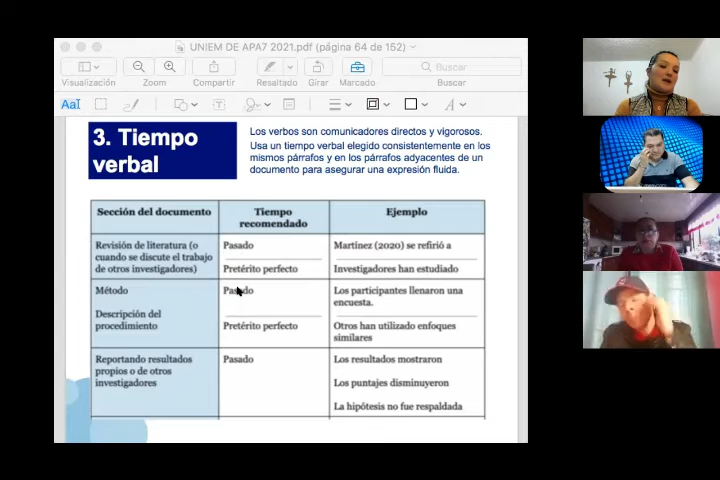 UNIEM DE APA7 2021.pdf (página 64 de 152)
Visualización
Zoom
Compartir
Resaltado
Girar
Marcado
Buscar
Buscar
AaI
T
A
3. Tiempo
verbal
Los verbos son comunicadores directos y vigorosos.
Usa un tiempo verbal elegido consistentemente en los
mismos párrafos y en los párrafos adyacentes de un
documento para asegurar una expresión fluida.
Sección del documento
Tiempo
recomendado
Ejemplo
Revisión de literatura (o
cuando se discute el trabajo
de otros investigadores)
Pasado
Martínez (2020) se refirió a
Pretérito perfecto
Investigadores han estudiado
Método
Pasado
Los participantes llenaron una
encuesta.
Descripción del
procedimiento
Pretérito perfecto
Otros han utilizado enfoques
similares
Reportando resultados
propios o de otros
investigadores
Pasado
Los resultados mostraron
Los puntajes disminuyeron
La hipótesis no fue respaldada